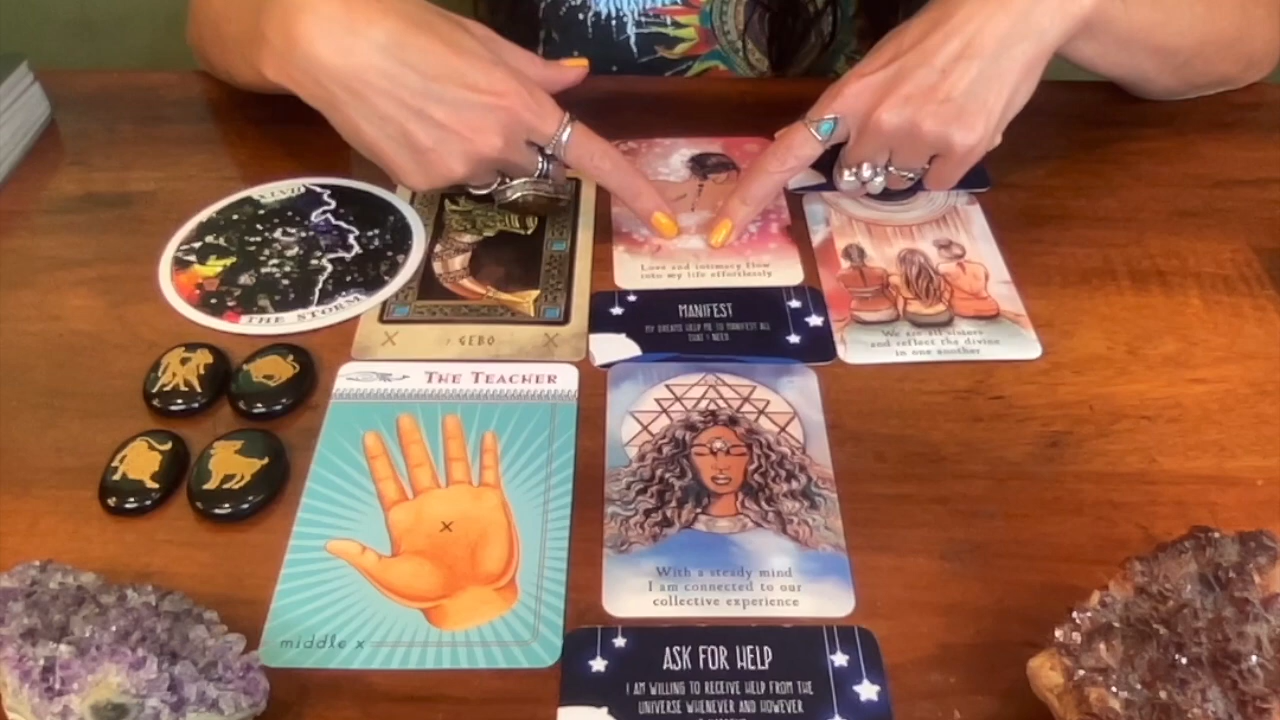 XLVII
THE STORM
: GEBO
Love and intimacy flow
into my life effortlessly
MANIFEST
MY DREAMS HELP ME TO MANIFEST ALL
THAT I NEED
We are all sisters
and reflect the divine
in one another
THE TEACHER
middle x
With a steady mind
I am connected to our
collective experience
ASK FOR HELP
I AM WILLING TO RECEIVE HELP FROM THE
UNIVERSE WHENEVER AND HOWEVER